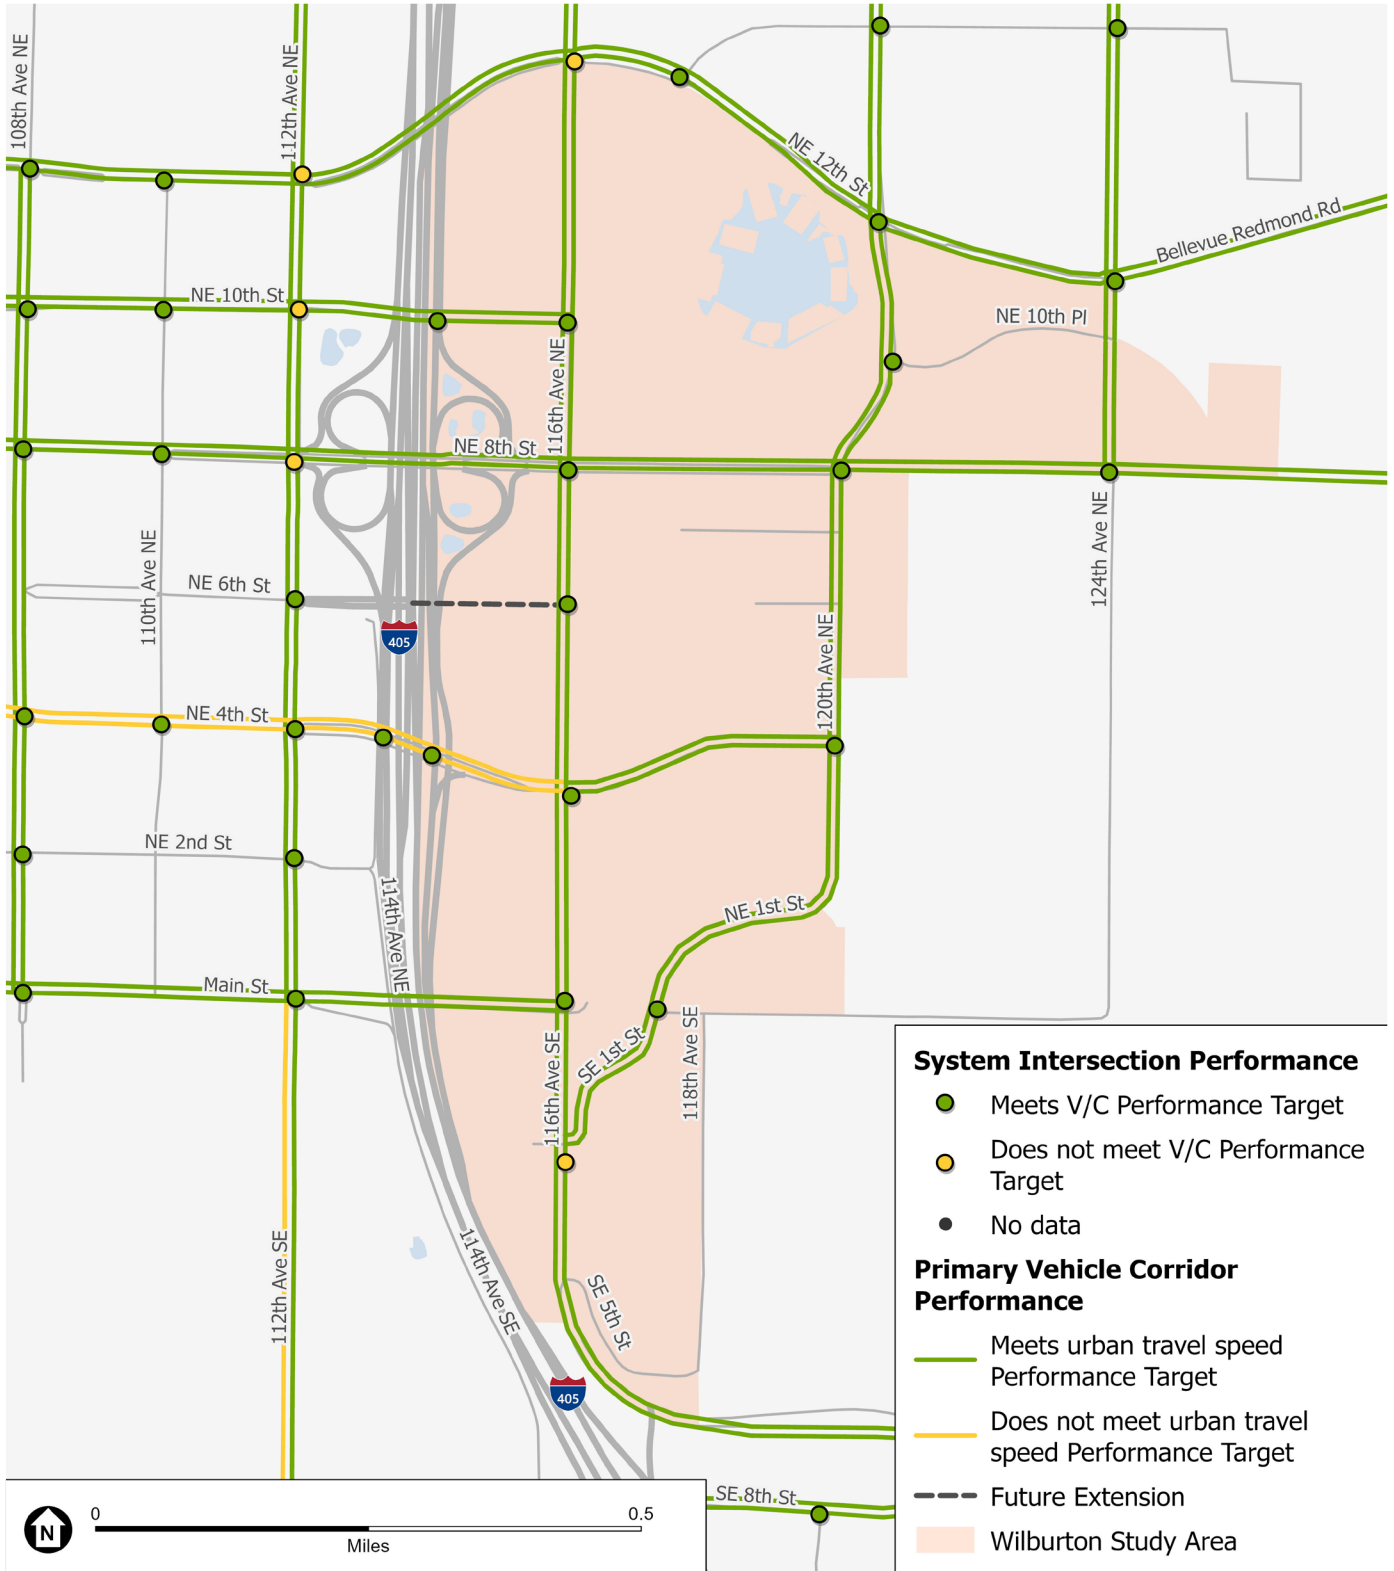 108th Ave NE
112th Ave NE
NE 12th St
Bellevue Redmond Rd
NE 10th St
NE 10th Pl
116th Ave NE
NE 8th St
110th Ave NE
124th Ave NE
NE 6th St
405
120th Ave NE
NE 4th St
NE 2nd St
114th Ave NE
NE 1st St
Main St
116th Ave SE
SE 1st St
118th Ave SE
112th Ave SE
114th Ave SE
SE 5th St
405
SE 8th St
System Intersection Performance
Meets V/C Performance Target
Does not meet V/C Performance
Target
No data
Primary Vehicle Corridor
Performance
Meets urban travel speed
Performance Target
Does not meet urban travel
speed Performance Target
Future Extension
Wilburton Study Area
N
0
0.5
Miles